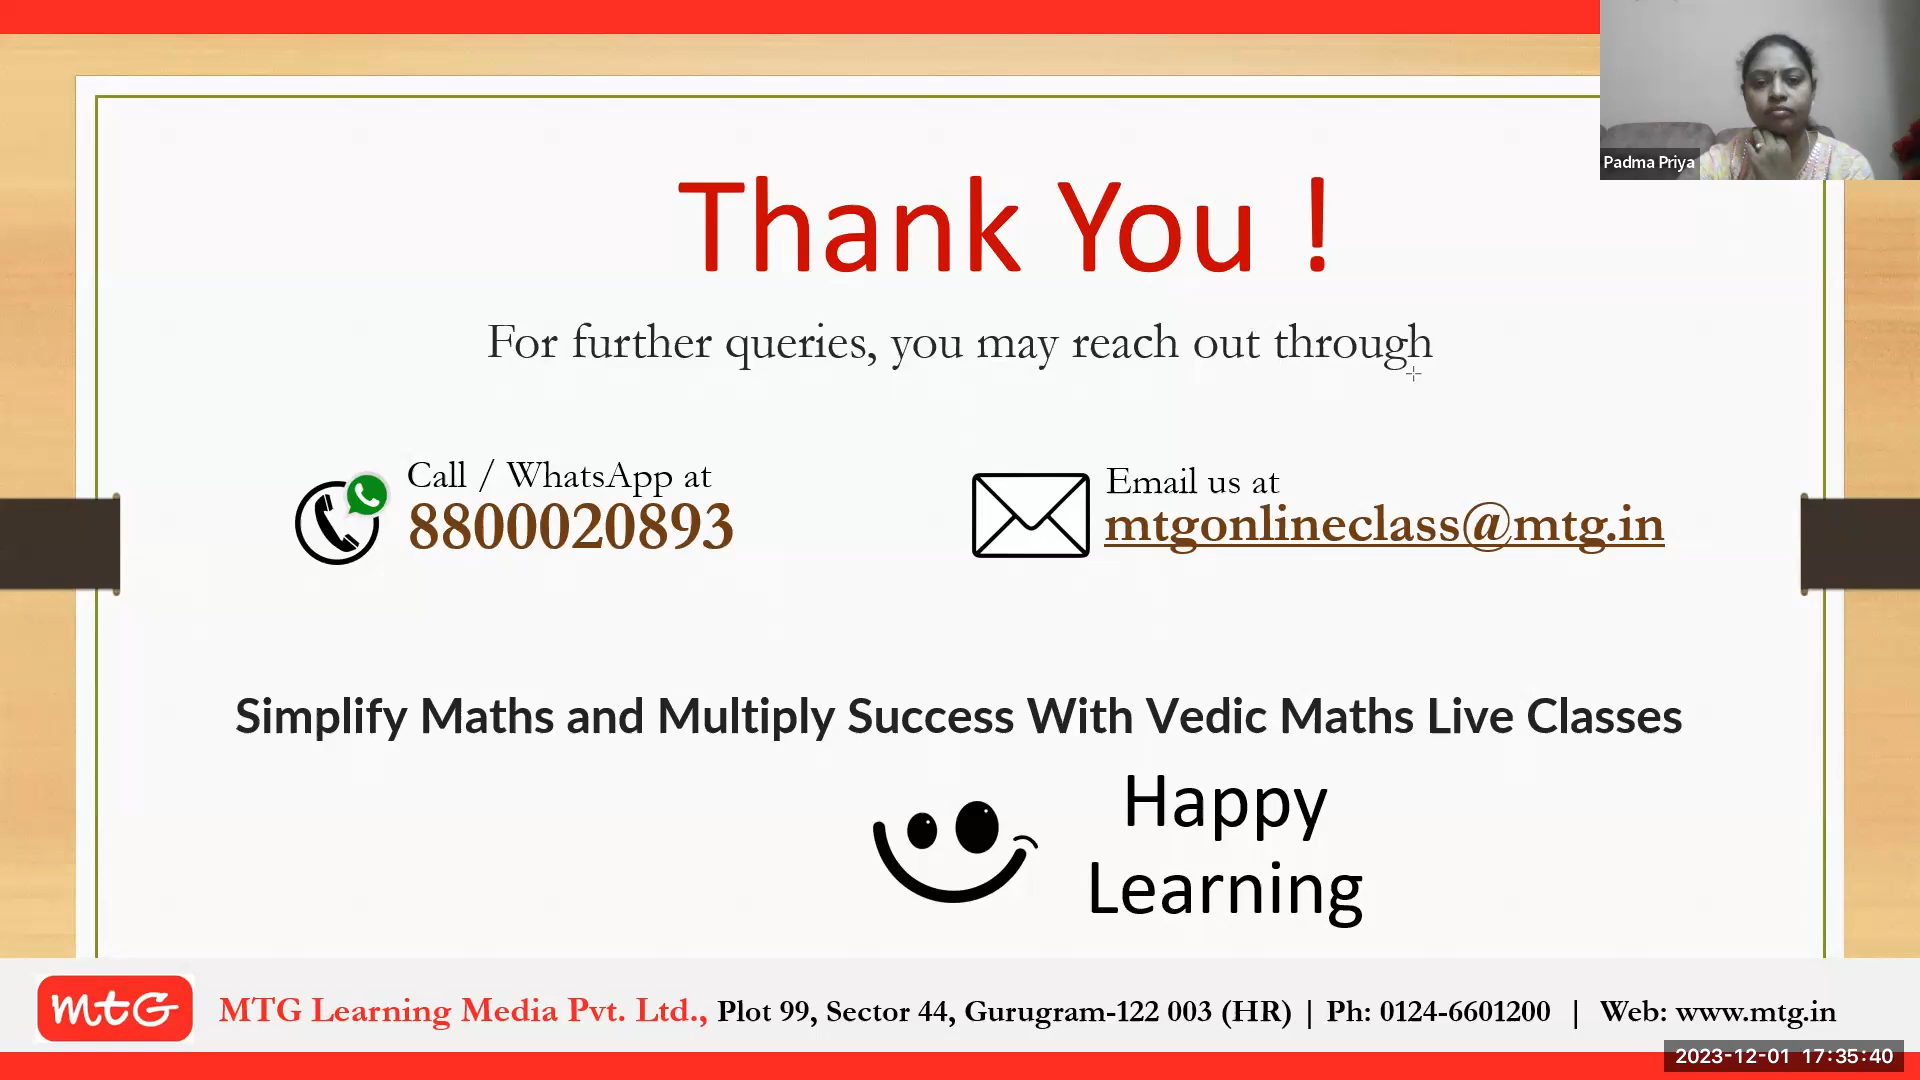 Padma Priya
Thank You !
For further queries, you may reach out through
Call / WhatsApp at
8800020893
Email us at
mtgonlineclass@mtg.in
Simplify Maths and Multiply Success With Vedic Maths Live Classes
Happy
Learning
mtG
MTG Learning Media Pvt. Ltd., Plot 99, Sector 44, Gurugram-122 003 (HR) | Ph: 0124-6601200 | Web: www.mtg.in
2023-12-01 17:35:40